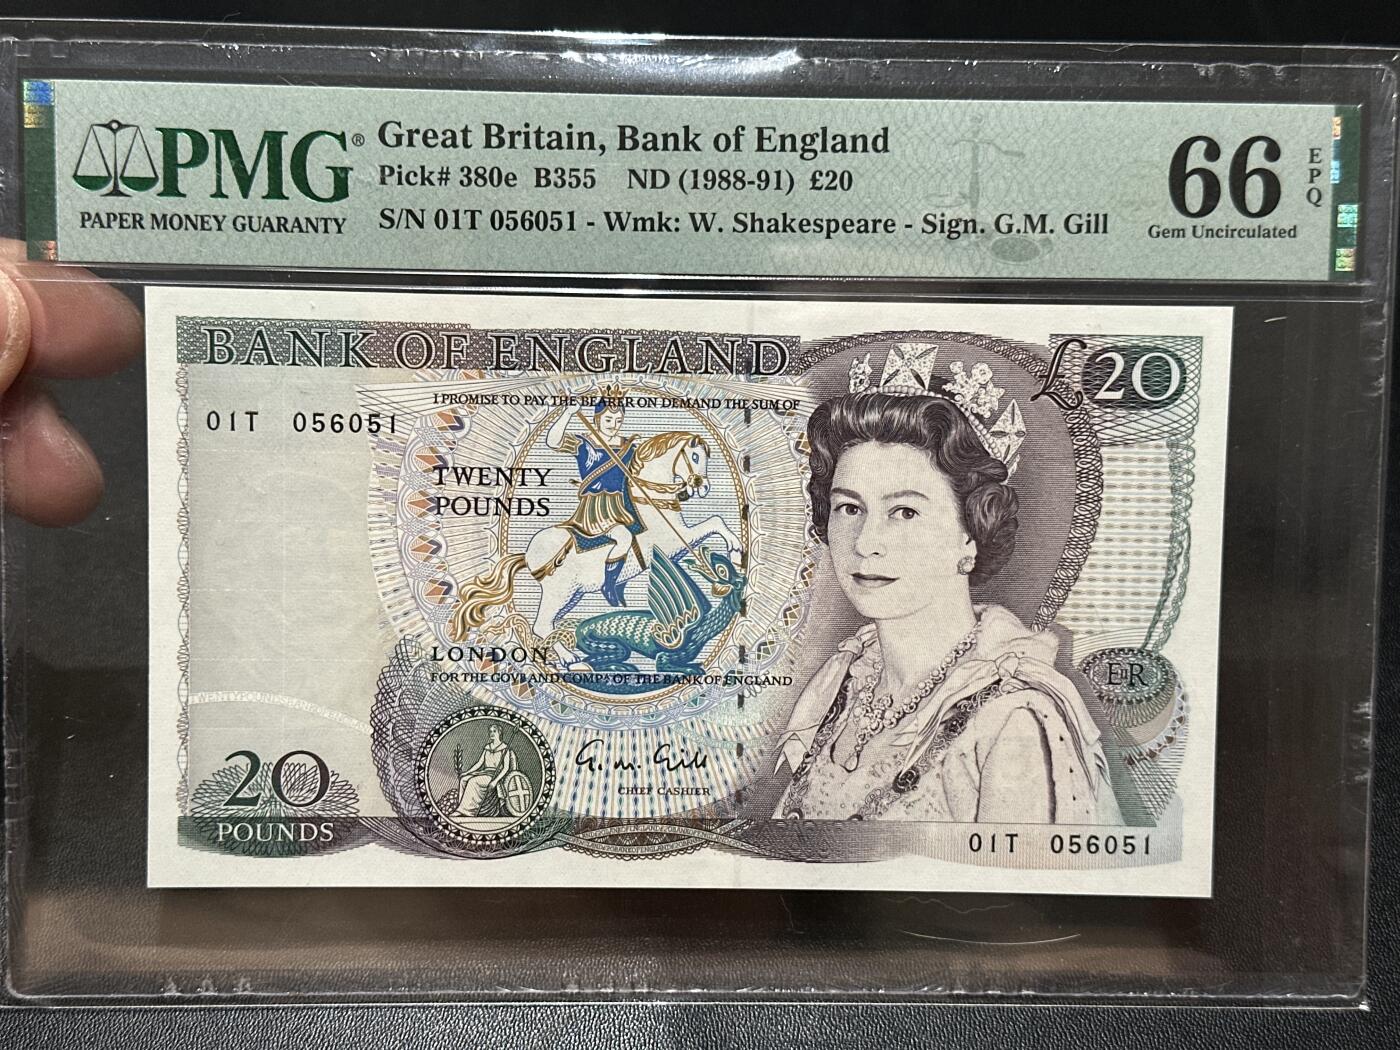 PMG®
PAPER MONEY GUARANTY
Great Britain, Bank of England
Pick# 380e B355 ND (1988-91) £20
S/N 01T 056051 - Wmk: W. Shakespeare - Sign. G.M. Gill
66
EPQ
Gem Uncirculated
BANK OF ENGLAND
£20
I PROMISE TO PAY THE BEARER ON DEMAND THE SUM OF
01T 056051
TWENTY
POUNDS
LONDON
FOR THE GOVR AND COMPA OF THE BANK OF ENGLAND
EIIR
TWENTYPOUNDSBANKOFENGLAND
G. M. Gill
CHIEF CASHIER
20
POUNDS
01T 056051